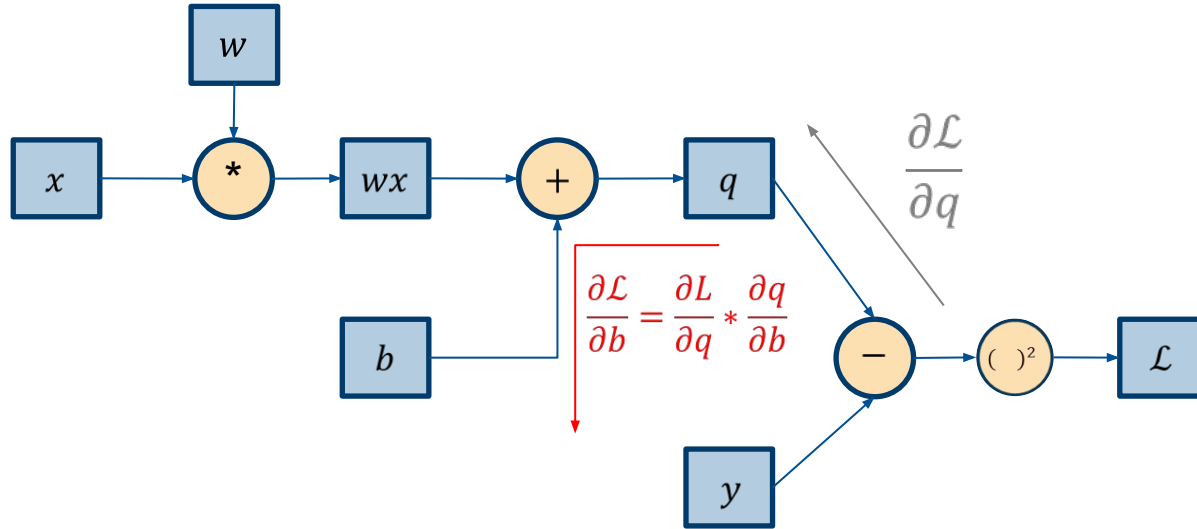 w
x
*
wx
+
q
∂ℒ/∂q
∂ℒ/∂b = ∂L/∂q * ∂q/∂b
b
−
( )²
ℒ
y